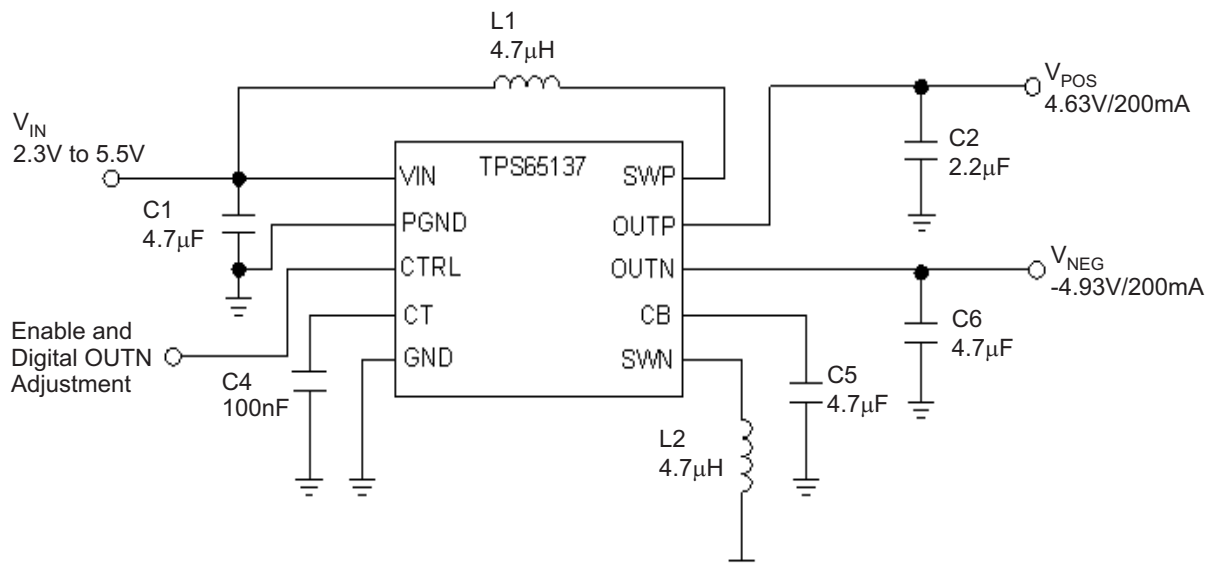 L1
4.7μH
V_IN
2.3V to 5.5V
V_POS
4.63V/200mA
C2
2.2μF
TPS65137
VIN
SWP
PGND
OUTP
CTRL
OUTN
CT
CB
GND
SWN
C1
4.7μF
V_NEG
-4.93V/200mA
C6
4.7μF
Enable and
Digital OUTN
Adjustment
C4
100nF
C5
4.7μF
L2
4.7μH